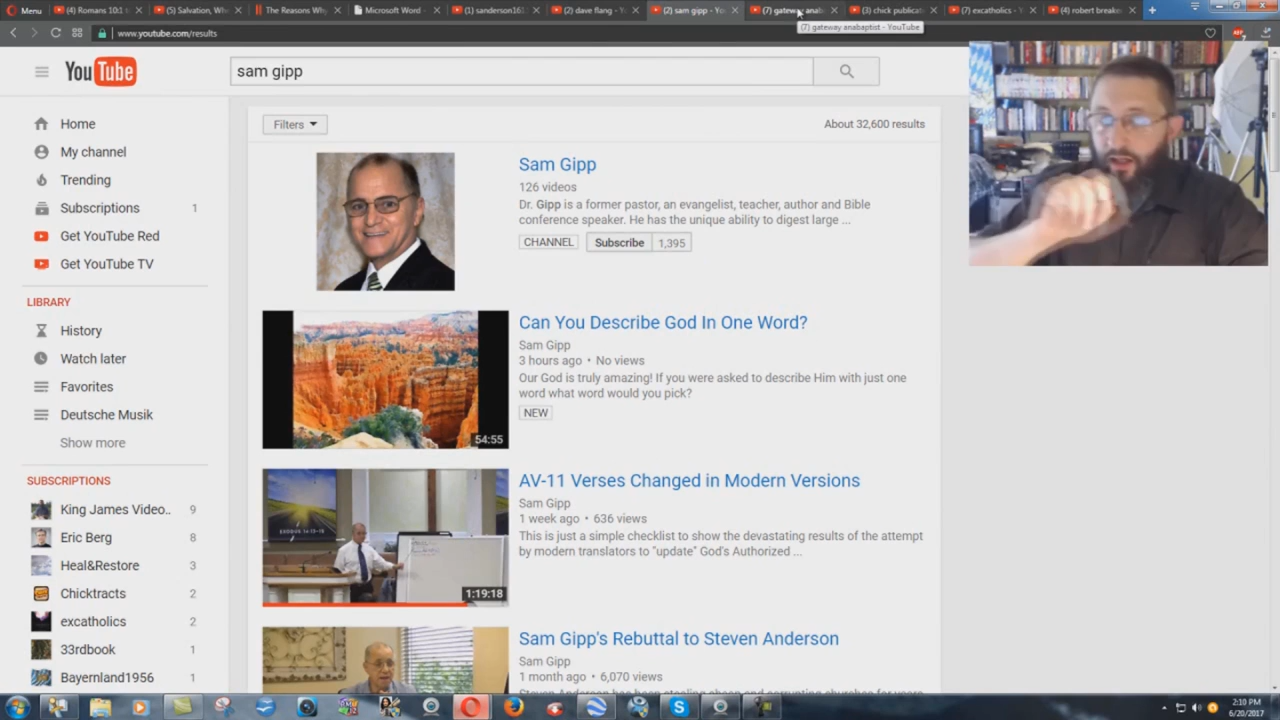 Menu
(4) Romans 10:1
(5) Salvation, Wh
The Reasons Why
Microsoft Word -
(1) sanderson161
(2) dave flang - Y
(2) sam gipp - Yo
(7) gateway anab
(3) chick publicat
(7) excatholics - Y
(4) robert breake
www.youtube.com/results
(7) gateway anabaptist - YouTube
YouTube
sam gipp
Home
My channel
Trending
Subscriptions 1
Get YouTube Red
Get YouTube TV
LIBRARY
History
Watch later
Favorites
Deutsche Musik
Show more
SUBSCRIPTIONS
King James Video.. 9
Eric Berg 8
Heal&Restore 3
Chicktracts 2
excatholics 2
33rdbook 1
Bayernland1956
Filters
About 32,600 results
Sam Gipp
126 videos
Dr. Gipp is a former pastor, an evangelist, teacher, author and Bible
conference speaker. He has the unique ability to digest large ...
CHANNEL Subscribe 1,395
Can You Describe God In One Word?
Sam Gipp
3 hours ago • No views
Our God is truly amazing! If you were asked to describe Him with just one
word what word would you pick?
NEW
54:55
AV-11 Verses Changed in Modern Versions
Sam Gipp
1 week ago • 636 views
This is just a simple checklist to show the devastating results of the attempt
by modern translators to "update" God's Authorized ...
1:19:18
Sam Gipp's Rebuttal to Steven Anderson
Sam Gipp
1 month ago • 6,070 views
2:10 PM
6/20/2017